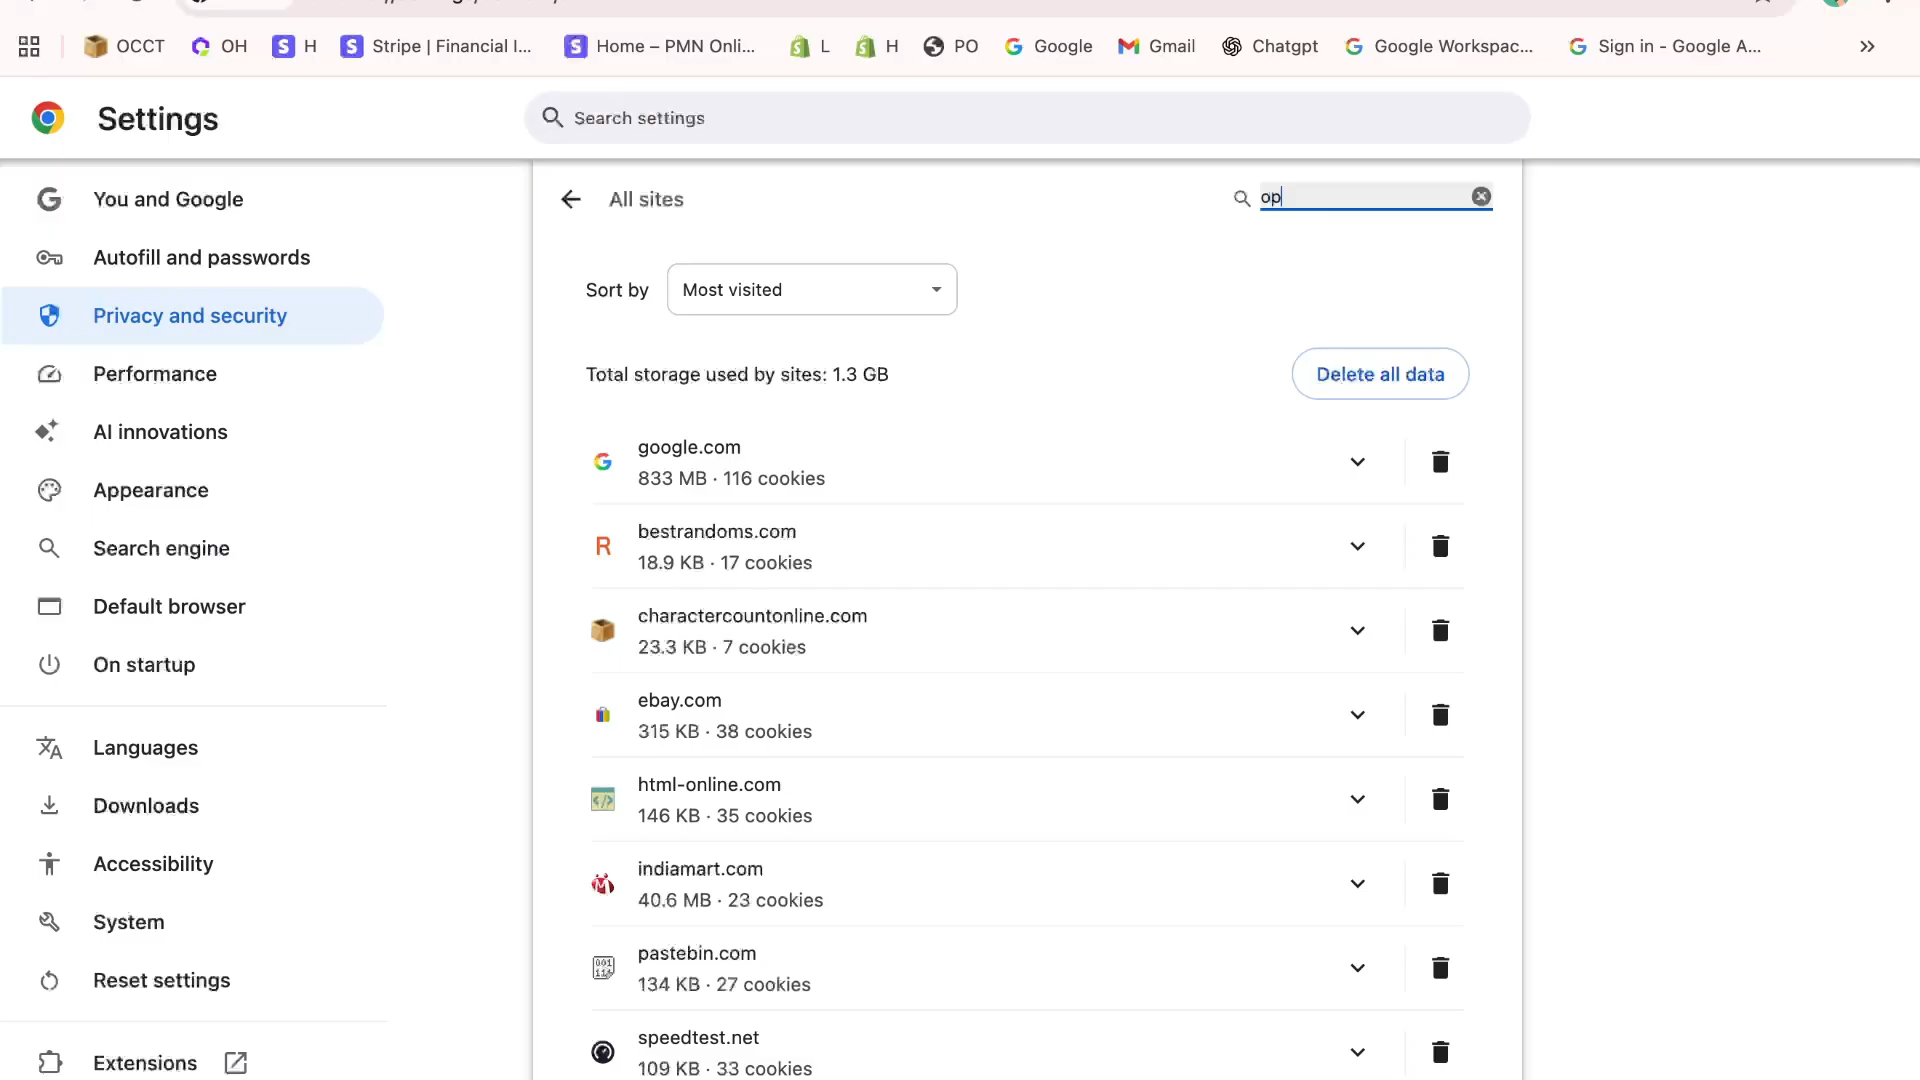 OCCT
OH
H
Stripe | Financial I...
Home – PMN Onli...
L
H
PO
Google
Gmail
Chatgpt
Google Workspac...
Sign in - Google A...
Settings
Search settings
You and Google
Autofill and passwords
Privacy and security
Performance
AI innovations
Appearance
Search engine
Default browser
On startup
Languages
Downloads
Accessibility
System
Reset settings
Extensions
All sites
op
Sort by
Most visited
Total storage used by sites: 1.3 GB
Delete all data
google.com
833 MB · 116 cookies
bestrandoms.com
18.9 KB · 17 cookies
charactercountonline.com
23.3 KB · 7 cookies
ebay.com
315 KB · 38 cookies
html-online.com
146 KB · 35 cookies
indiamart.com
40.6 MB · 23 cookies
pastebin.com
134 KB · 27 cookies
speedtest.net
109 KB · 33 cookies